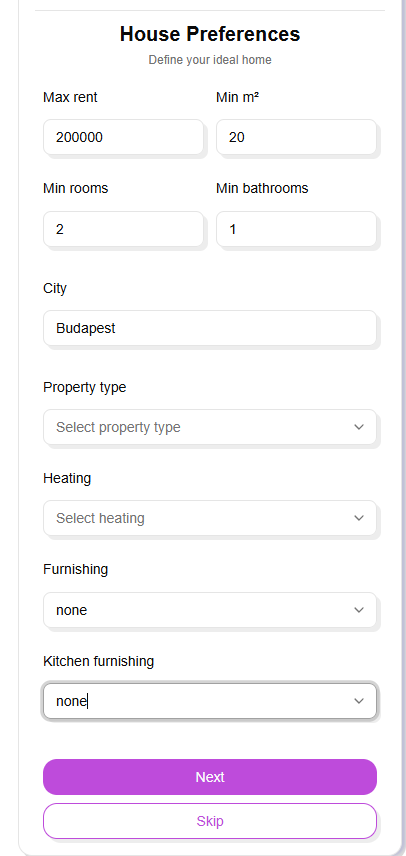 House Preferences
Define your ideal home
Max rent Min m²
200000 20
Min rooms Min bathrooms
2 1
City
Budapest
Property type
Select property type
Heating
Select heating
Furnishing
none
Kitchen furnishing
none
Next
Skip